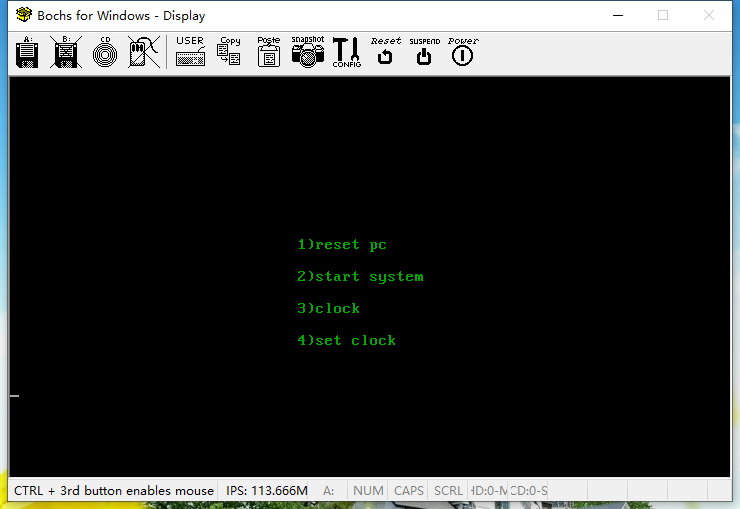 Bochs for Windows - Display
A: B: CD USER Copy Paste snapshot CONFIG Reset SUSPEND Power
1)reset pc
2)start system
3)clock
4)set clock
CTRL + 3rd button enables mouse IPS: 113.666M A: NUM CAPS SCRL HD:0-M CD:0-S